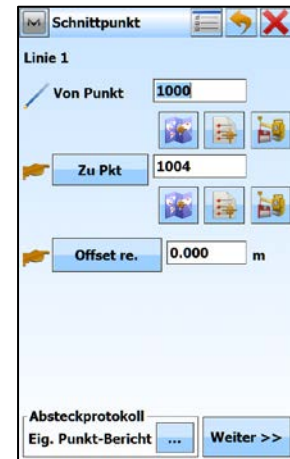 Schnittpunkt
Linie 1
Von Punkt 1000
Zu Pkt 1004
Offset re. 0.000 m
Absteckprotokoll
Eig. Punkt-Bericht ... Weiter >>